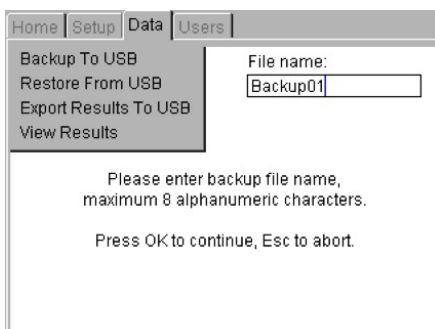 Home Setup Data Users
Backup To USB
Restore From USB
Export Results To USB
View Results
File name:
Backup01
Please enter backup file name,
maximum 8 alphanumeric characters.
Press OK to continue, Esc to abort.